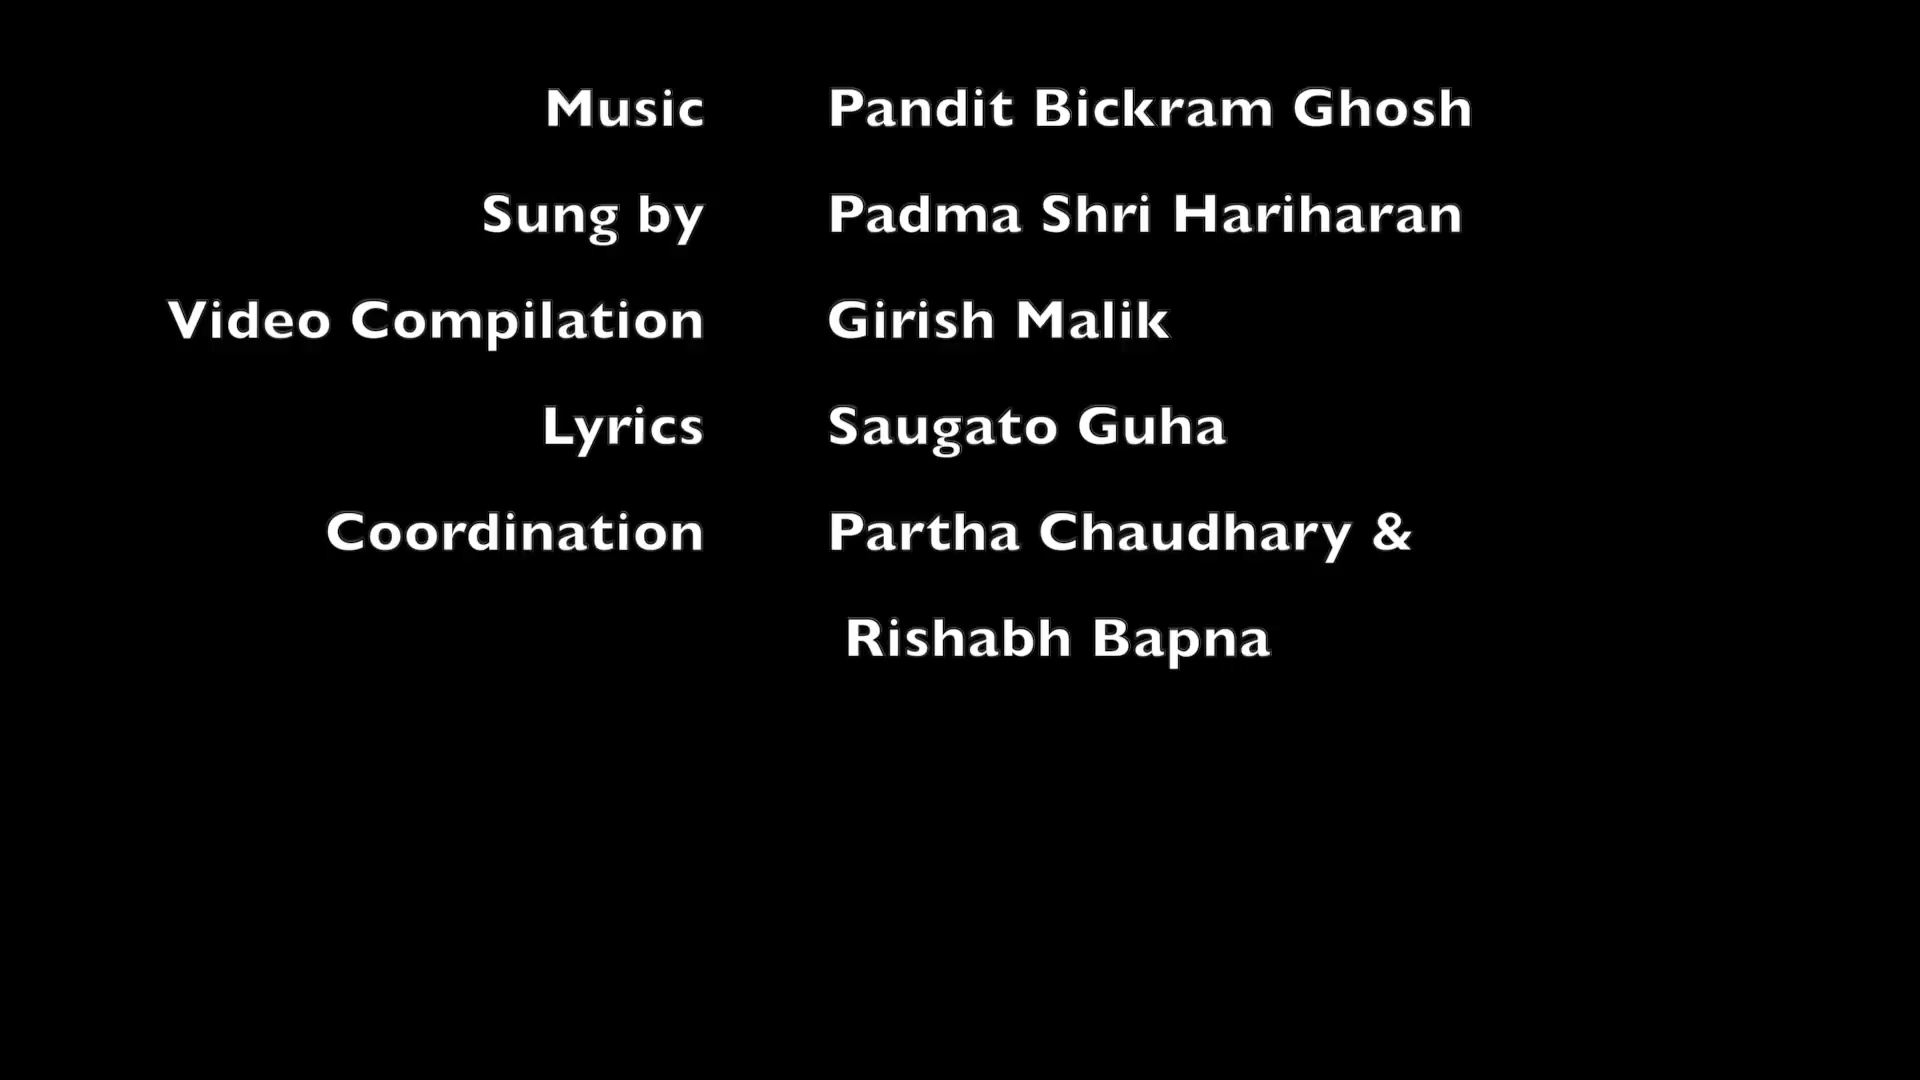 Music Pandit Bickram Ghosh
Sung by Padma Shri Hariharan
Video Compilation Girish Malik
Lyrics Saugato Guha
Coordination Partha Chaudhary &
Rishabh Bapna